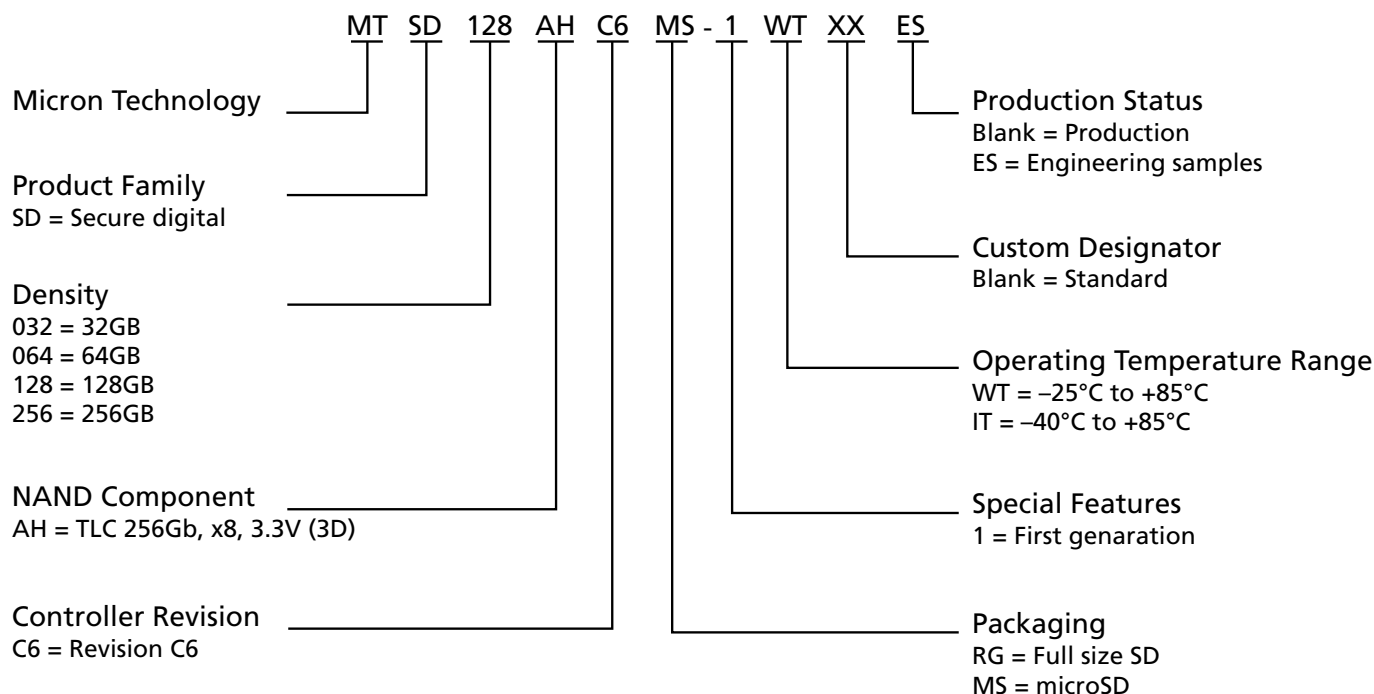 MT SD 128 AH C6 MS - 1 WT XX ES
Micron Technology
Product Family
SD = Secure digital
Density
032 = 32GB
064 = 64GB
128 = 128GB
256 = 256GB
NAND Component
AH = TLC 256Gb, x8, 3.3V (3D)
Controller Revision
C6 = Revision C6
Production Status
Blank = Production
ES = Engineering samples
Custom Designator
Blank = Standard
Operating Temperature Range
WT = –25°C to +85°C
IT = –40°C to +85°C
Special Features
1 = First genaration
Packaging
RG = Full size SD
MS = microSD